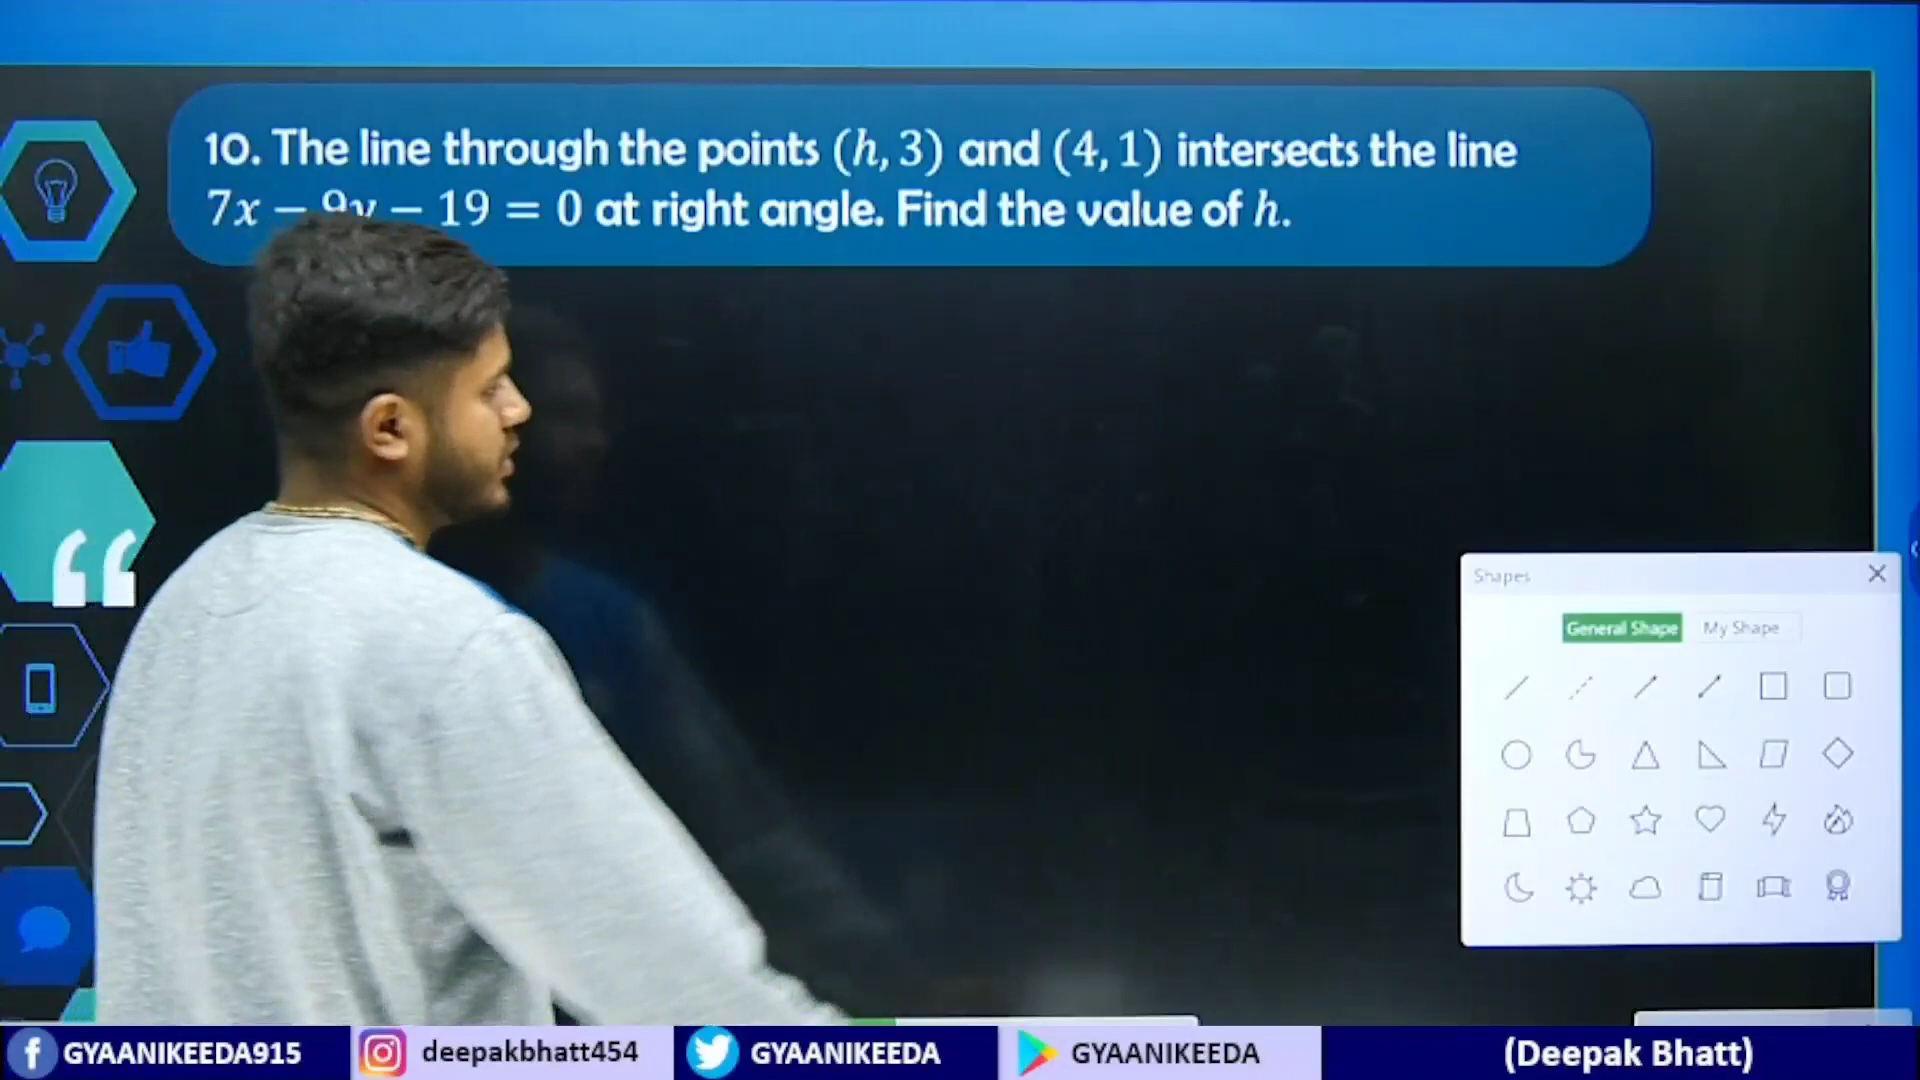 10. The line through the points (h, 3) and (4, 1) intersects the line
7x − 9y − 19 = 0 at right angle. Find the value of h.
Shapes
General Shape
My Shape
GYAANIKEEDA915
deepakbhatt454
GYAANIKEEDA
GYAANIKEEDA
(Deepak Bhatt)